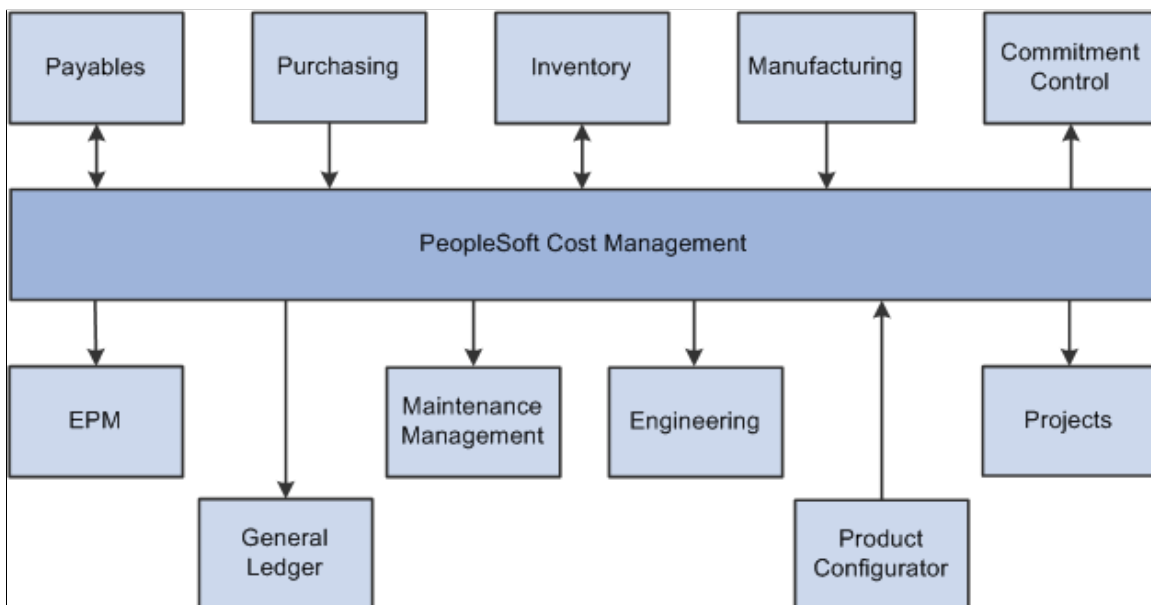 Payables
Purchasing
Inventory
Manufacturing
Commitment
Control
PeopleSoft Cost Management
EPM
Maintenance
Management
Engineering
Projects
General
Ledger
Product
Configurator